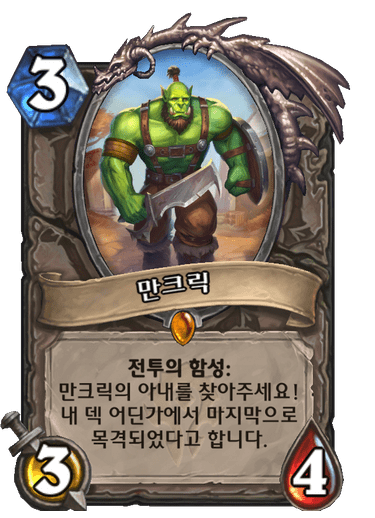 3
만크릭
전투의 함성:
만크릭의 아내를 찾아주세요!
내 덱 어딘가에서 마지막으로
목격되었다고 합니다.
3
4